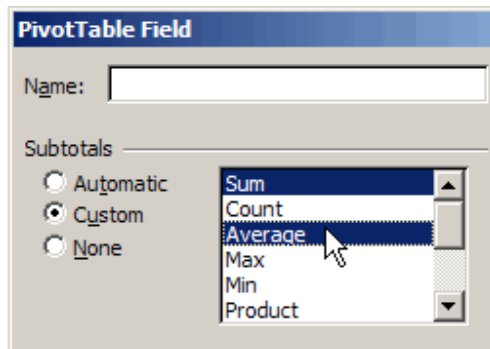 PivotTable Field
Name:
Subtotals
Automatic
Custom
None
Sum
Count
Average
Max
Min
Product